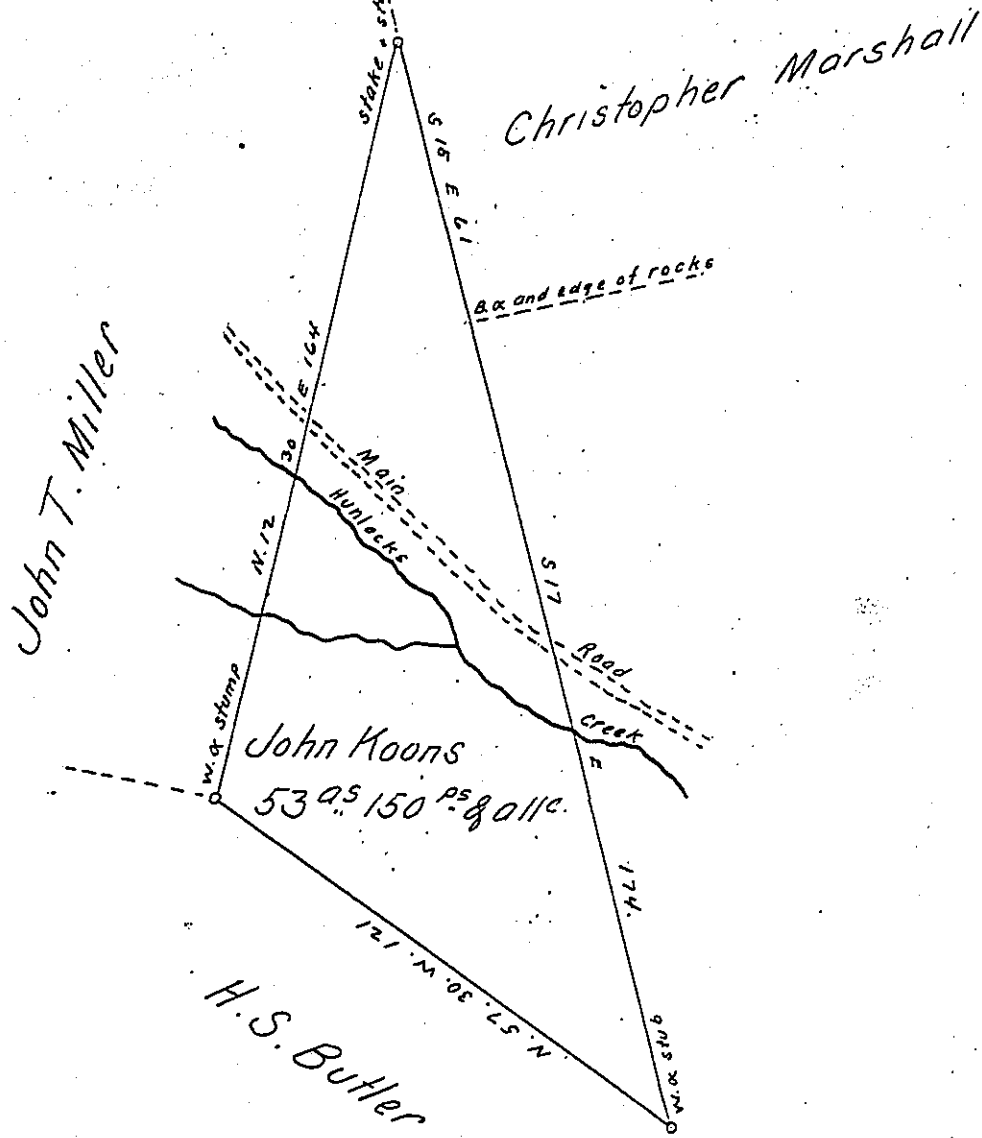 stake &
Christopher Marshall
S 15 E 61
B.O. and edge of rocks
John T. Miller
N. 12 30 E 164
Main Road
Hunlocks Creek
S 17 E 174.
W.O. stump
John Koons
53 as. 150 ps. & allc.
N. 57. 30. W. 121
W.O. stub
H.S. Butler